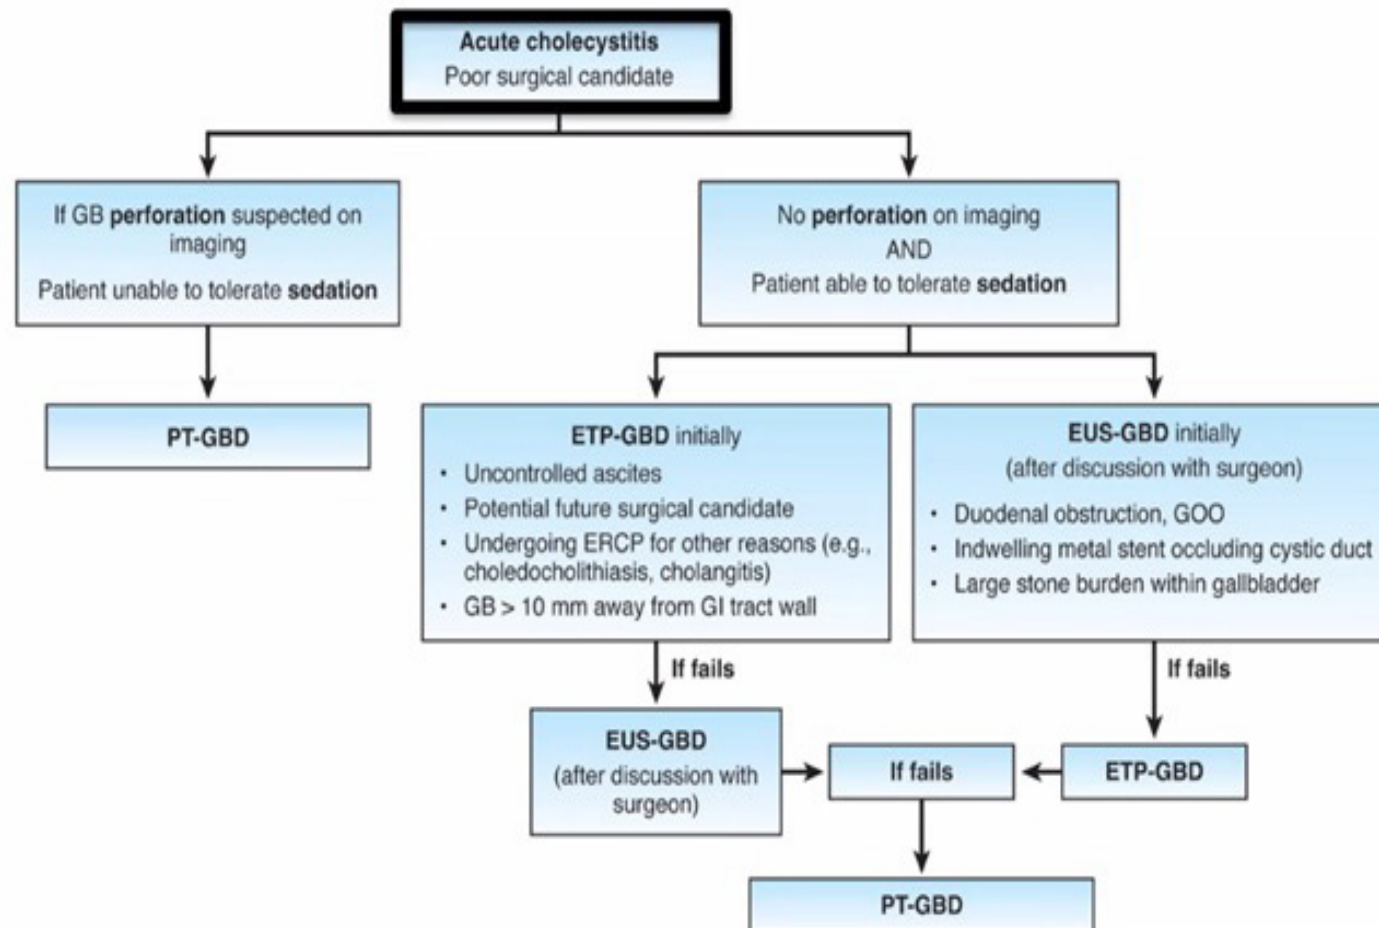 Acute cholecystitis
Poor surgical candidate
If GB perforation suspected on
imaging
Patient unable to tolerate sedation
No perforation on imaging
AND
Patient able to tolerate sedation
PT-GBD
ETP-GBD initially
• Uncontrolled ascites
• Potential future surgical candidate
• Undergoing ERCP for other reasons (e.g.,
choledocholithiasis, cholangitis)
• GB > 10 mm away from GI tract wall
EUS-GBD initially
(after discussion with surgeon)
• Duodenal obstruction, GOO
• Indwelling metal stent occluding cystic duct
• Large stone burden within gallbladder
If fails
If fails
EUS-GBD
(after discussion with
surgeon)
If fails
ETP-GBD
PT-GBD